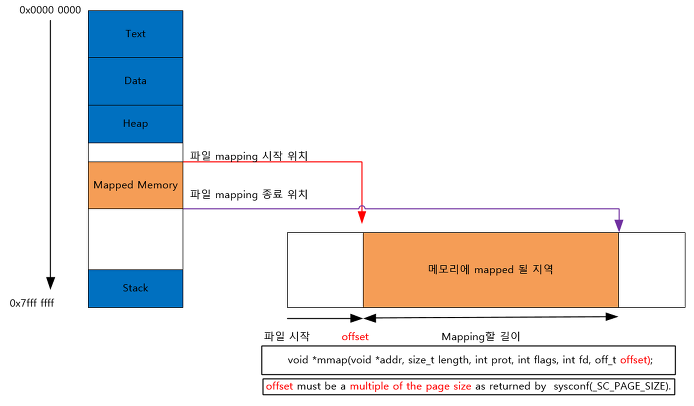 0x0000 0000
Text
Data
Heap
파일 mapping 시작 위치
Mapped Memory
파일 mapping 종료 위치
메모리에 mapped 될 지역
Stack
0x7fff ffff
파일 시작
offset
Mapping할 길이
void *mmap(void *addr, size_t length, int prot, int flags, int fd, off_t offset);
offset must be a multiple of the page size as returned by sysconf(_SC_PAGE_SIZE).